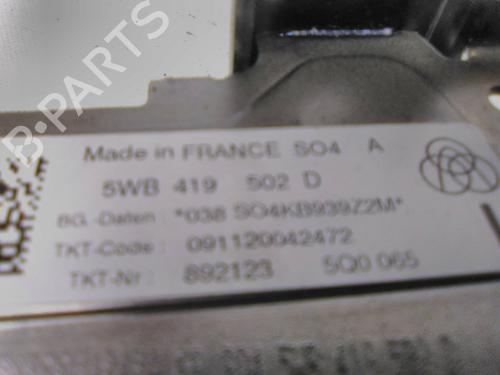 B-PARTS
Made in FRANCE SO4 A
5WB 419 502 D
BG.-Daten : *038 SO4KB939Z2M*
TKT-Code : 091120042472
TKT-Nr : 892123 5Q0 065